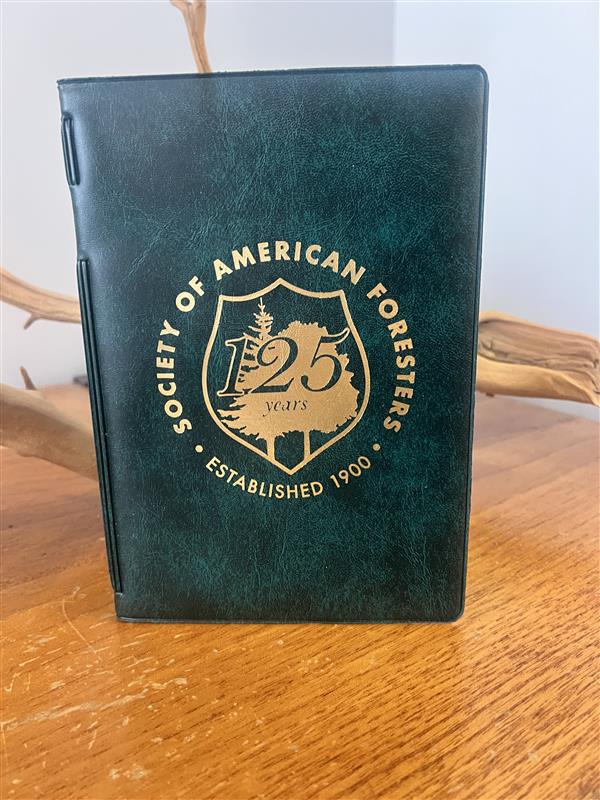 SOCIETY OF AMERICAN FORESTERS
125
years
• ESTABLISHED 1900 •